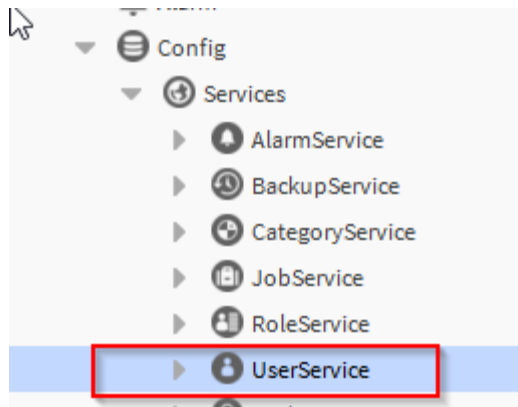 Config
Services
AlarmService
BackupService
CategoryService
JobService
RoleService
UserService